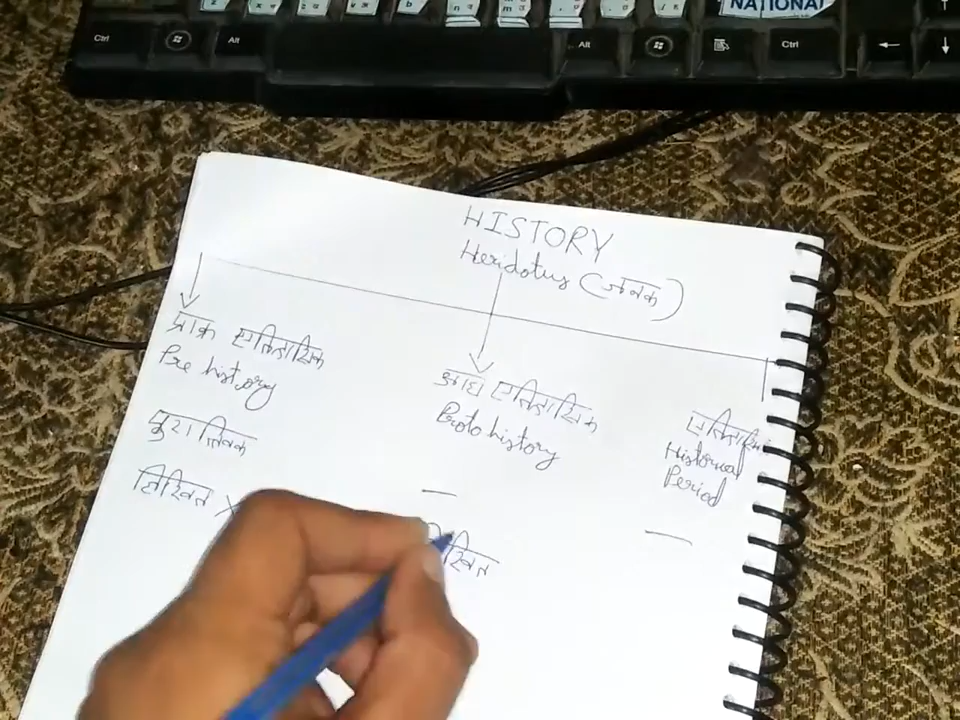 HISTORY
Heridotus (जनक)
प्राक ऐतिहासिक
Pre history
पुरातात्विक
लिखित ×
आद्य ऐतिहासिक
Proto history
लिखित
ऐतिहासिक
Historical
Period
Ctrl
Alt
Alt
Ctrl
NATIONAL